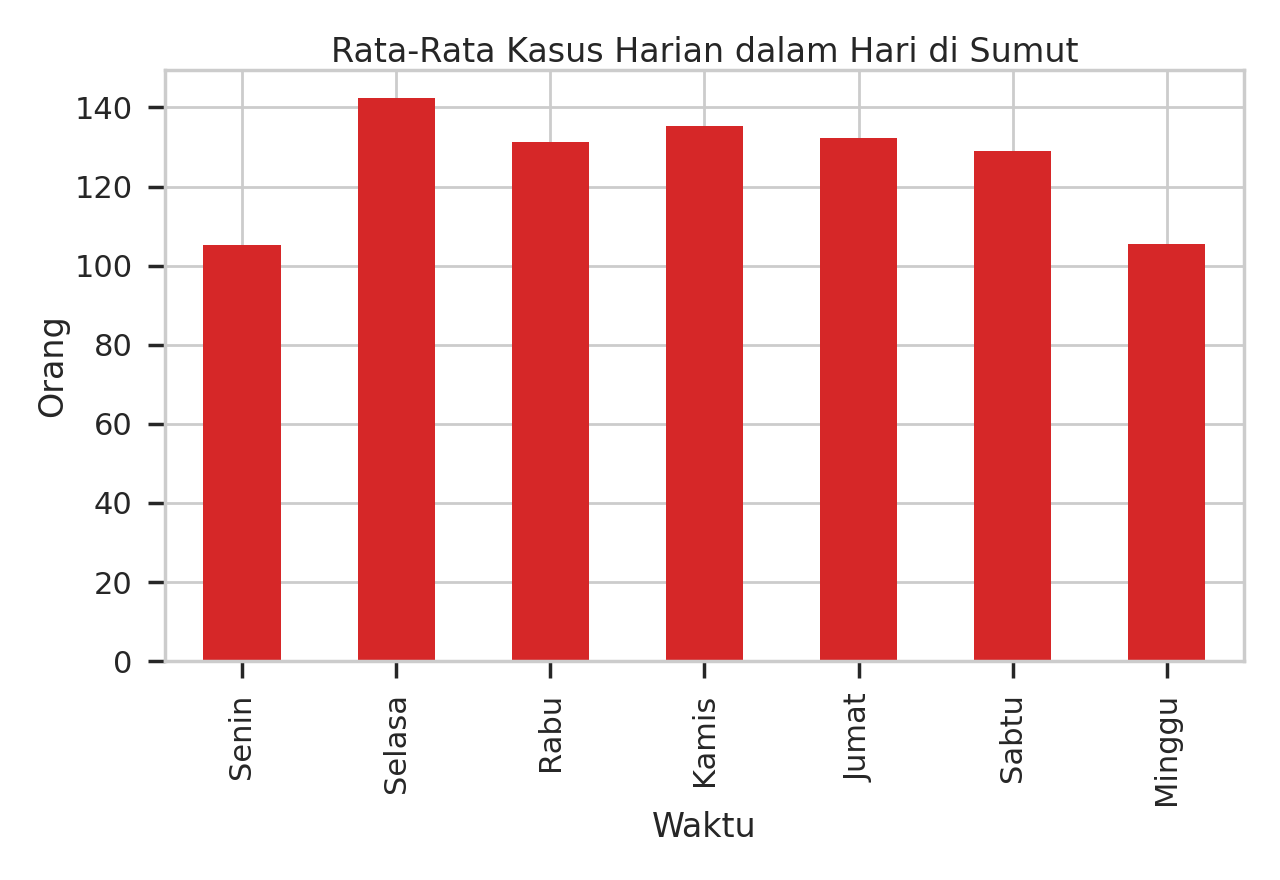 Rata-Rata Kasus Harian dalam Hari di Sumut
Orang
140
120
100
80
60
40
20
0
Senin
Selasa
Rabu
Kamis
Jumat
Sabtu
Minggu
Waktu